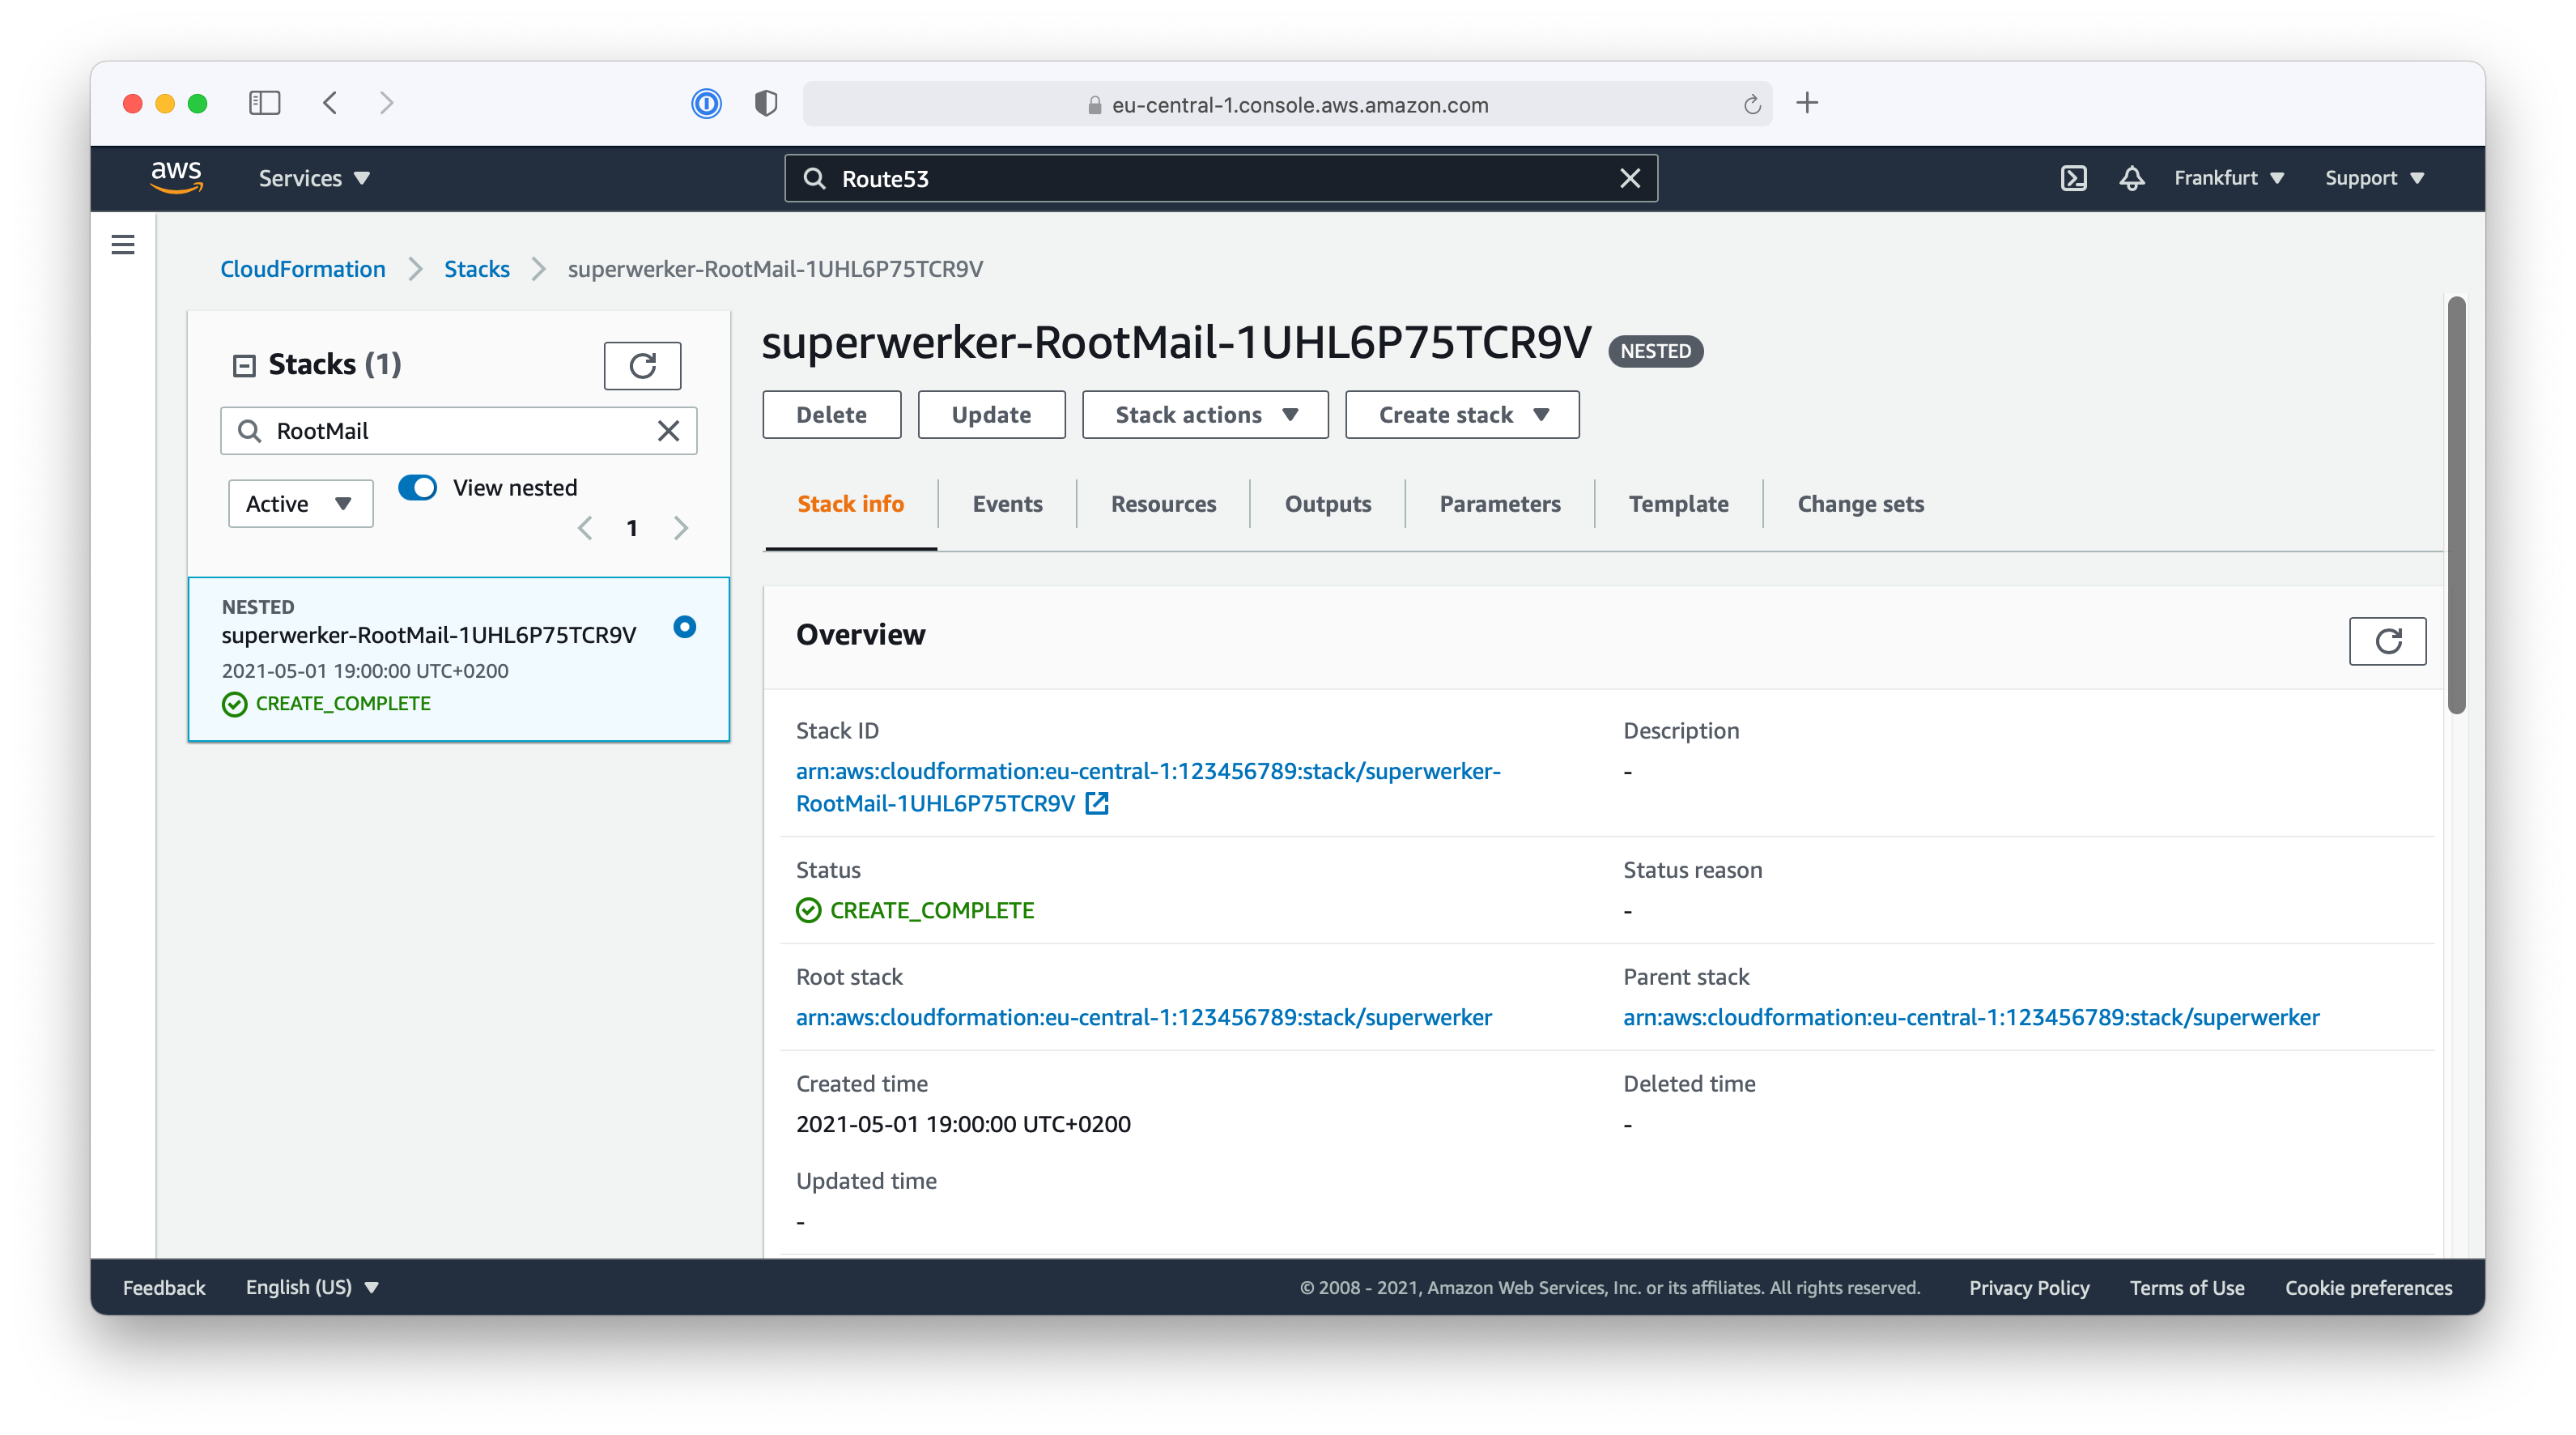 eu-central-1.console.aws.amazon.com
aws
Services
Route53
Frankfurt
Support
CloudFormation
Stacks
superwerker-RootMail-1UHL6P75TCR9V
Stacks (1)
RootMail
Active
View nested
1
NESTED
superwerker-RootMail-1UHL6P75TCR9V
2021-05-01 19:00:00 UTC+0200
CREATE_COMPLETE
superwerker-RootMail-1UHL6P75TCR9V NESTED
Delete
Update
Stack actions
Create stack
Stack info
Events
Resources
Outputs
Parameters
Template
Change sets
Overview
Stack ID
arn:aws:cloudformation:eu-central-1:123456789:stack/superwerker-
RootMail-1UHL6P75TCR9V
Description
-
Status
CREATE_COMPLETE
Status reason
-
Root stack
arn:aws:cloudformation:eu-central-1:123456789:stack/superwerker
Parent stack
arn:aws:cloudformation:eu-central-1:123456789:stack/superwerker
Created time
2021-05-01 19:00:00 UTC+0200
Deleted time
-
Updated time
-
Feedback
English (US)
© 2008 - 2021, Amazon Web Services, Inc. or its affiliates. All rights reserved.
Privacy Policy
Terms of Use
Cookie preferences